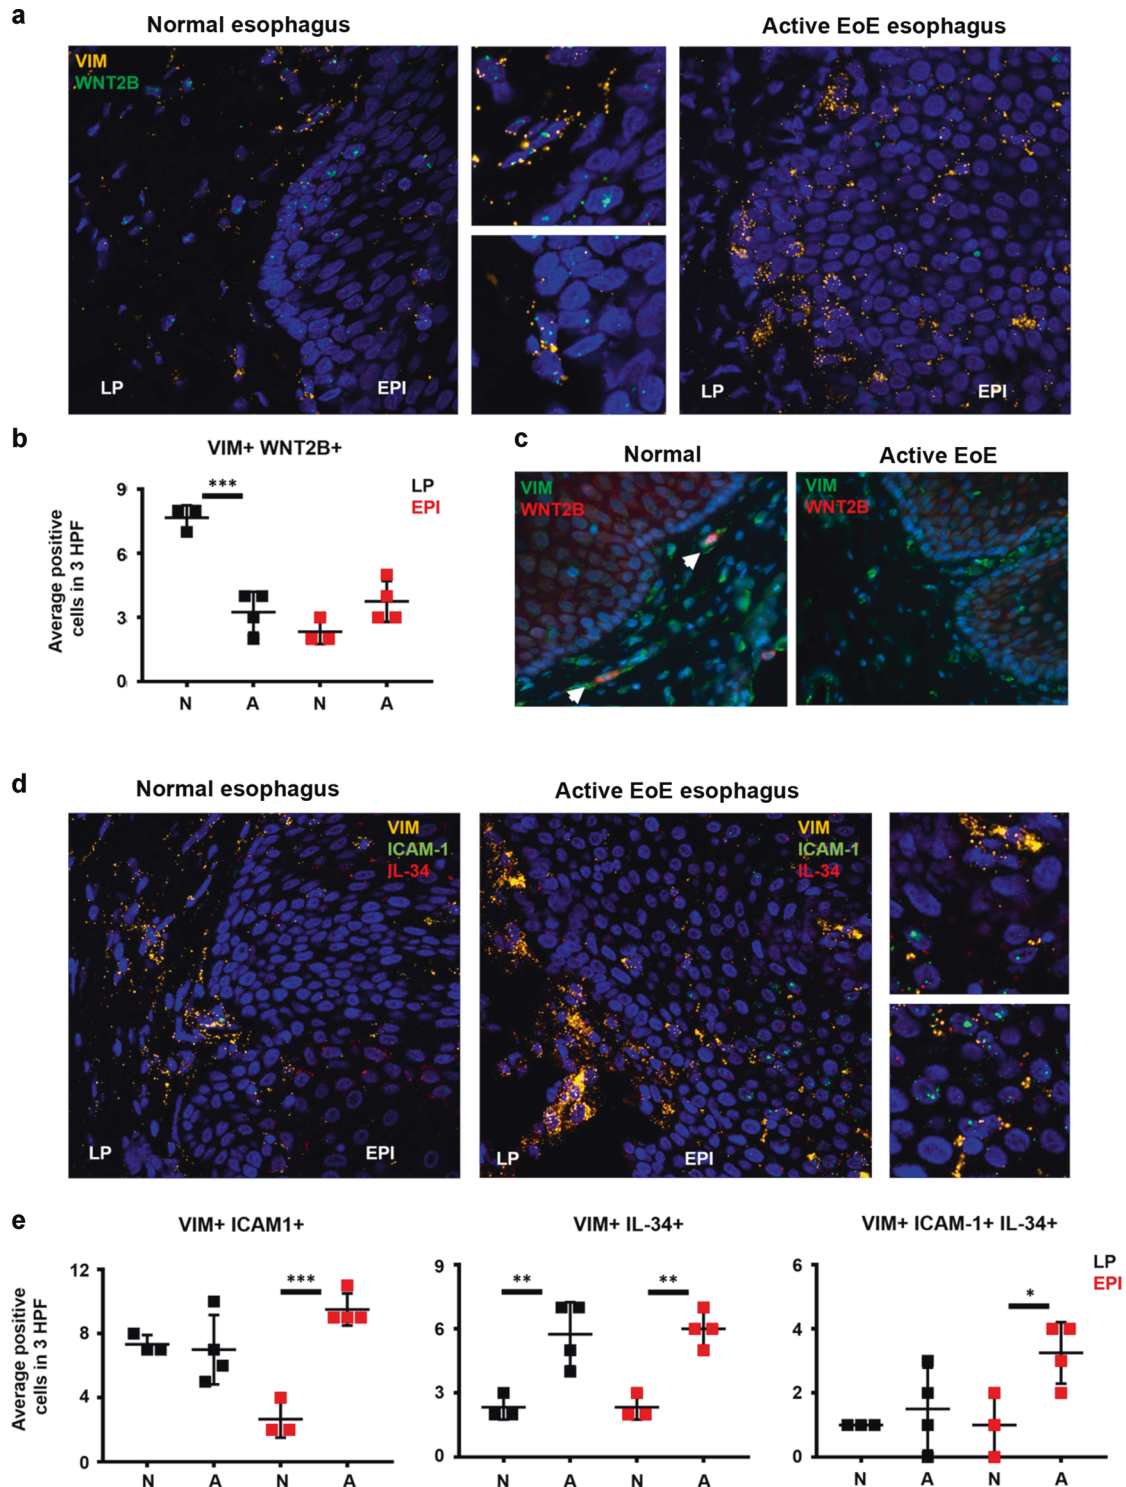 a
Normal esophagus
Active EoE esophagus
VIM
WNT2B
LP
EPI
LP
EPI
b
VIM+ WNT2B+
Average positive
cells in 3 HPF
9
6
3
0
***
LP
EPI
N
A
N
A
c
Normal
Active EoE
VIM
WNT2B
VIM
WNT2B
d
Normal esophagus
Active EoE esophagus
VIM
ICAM-1
IL-34
LP
EPI
VIM
ICAM-1
IL-34
LP
EPI
e
VIM+ ICAM1+
Average positive
cells in 3 HPF
12
8
4
0
***
N
A
N
A
VIM+ IL-34+
9
6
3
0
**
**
N
A
N
A
VIM+ ICAM-1+ IL-34+
6
4
2
0
*
LP
EPI
N
A
N
A